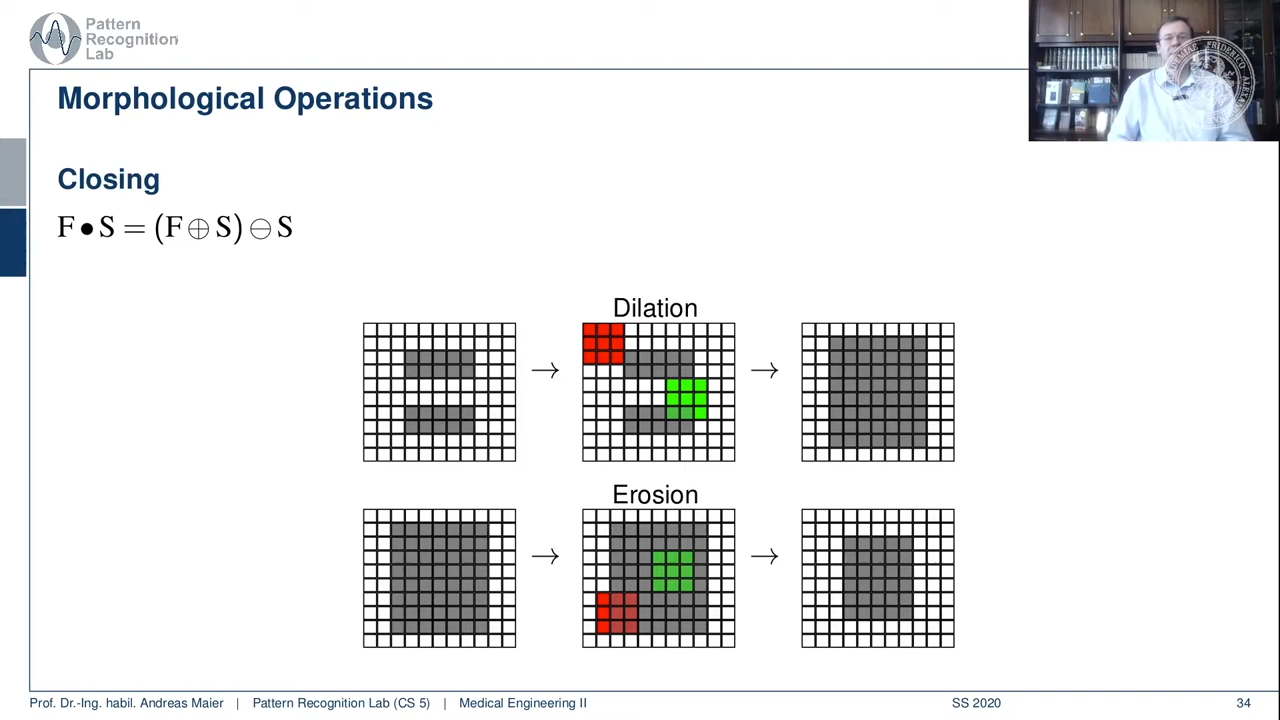 Pattern
Recognition
Lab
Morphological Operations
Closing
F • S = (F ⊕ S) ⊖ S
Dilation
Erosion
Prof. Dr.-Ing. habil. Andreas Maier | Pattern Recognition Lab (CS 5) | Medical Engineering II
SS 2020
34